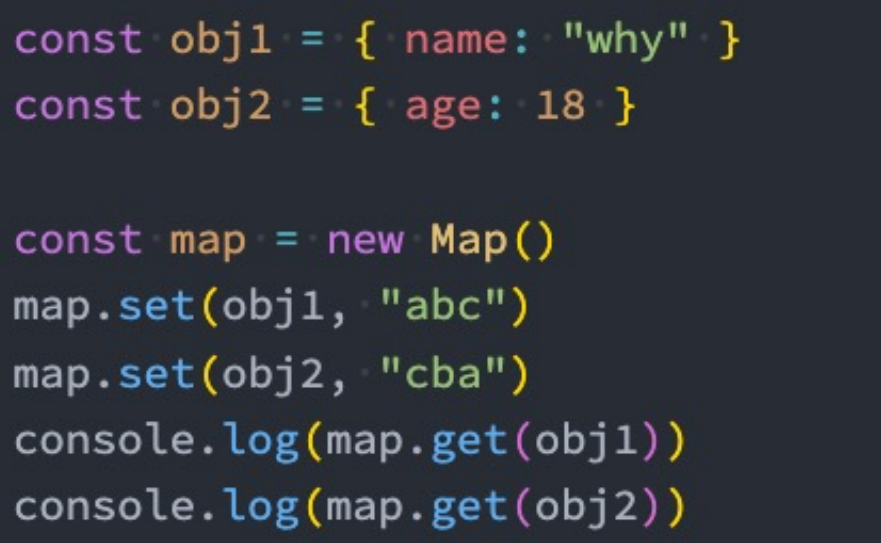 const obj1 = { name: "why" }
const obj2 = { age: 18 }
const map = new Map()
map.set(obj1, "abc")
map.set(obj2, "cba")
console.log(map.get(obj1))
console.log(map.get(obj2))